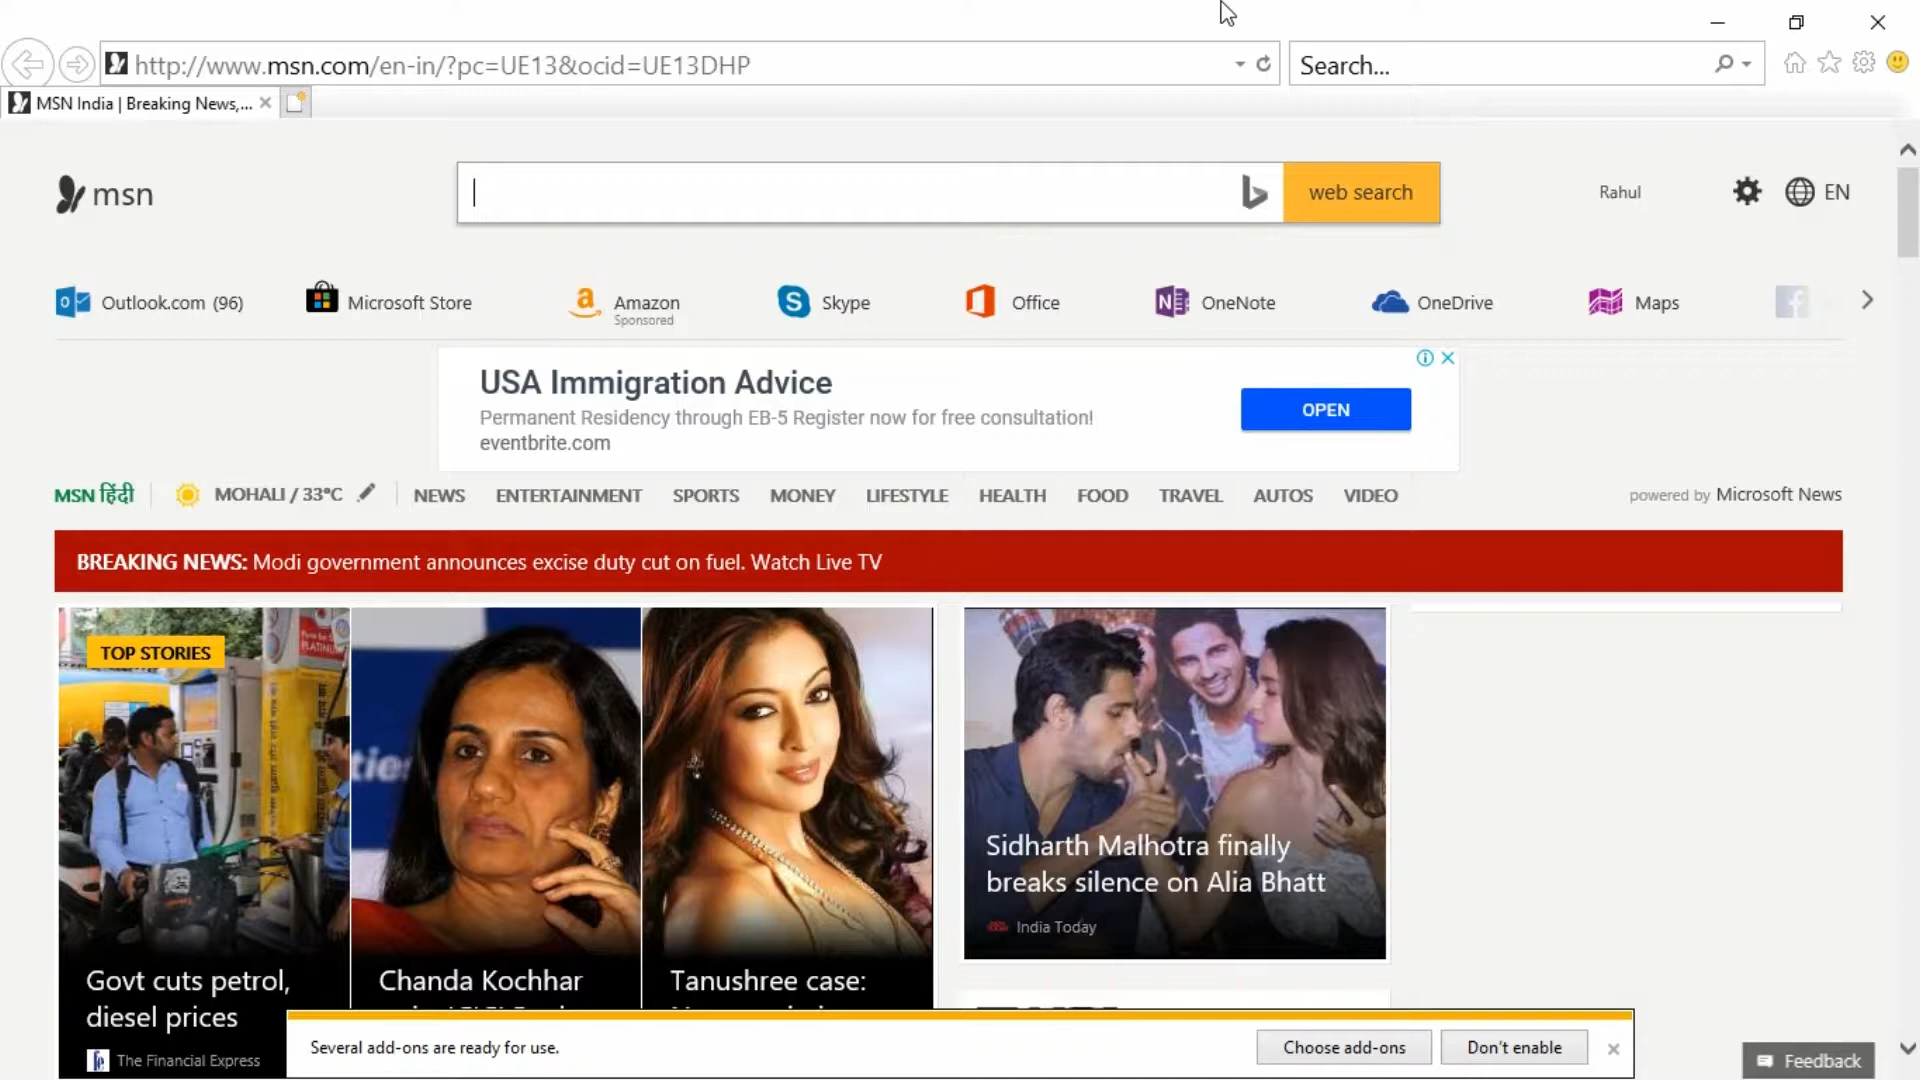 http://www.msn.com/en-in/?pc=UE13&ocid=UE13DHP
Search...
MSN India | Breaking News,...
msn
web search
Rahul
EN
Outlook.com (96)
Microsoft Store
Amazon
Sponsored
Skype
Office
OneNote
OneDrive
Maps
USA Immigration Advice
Permanent Residency through EB-5 Register now for free consultation!
eventbrite.com
OPEN
MSN हिंदी
MOHALI / 33°C
NEWS
ENTERTAINMENT
SPORTS
MONEY
LIFESTYLE
HEALTH
FOOD
TRAVEL
AUTOS
VIDEO
powered by Microsoft News
BREAKING NEWS: Modi government announces excise duty cut on fuel. Watch Live TV
TOP STORIES
Govt cuts petrol,
diesel prices
The Financial Express
Chanda Kochhar
Tanushree case:
Sidharth Malhotra finally
breaks silence on Alia Bhatt
India Today
Several add-ons are ready for use.
Choose add-ons
Don't enable
Feedback